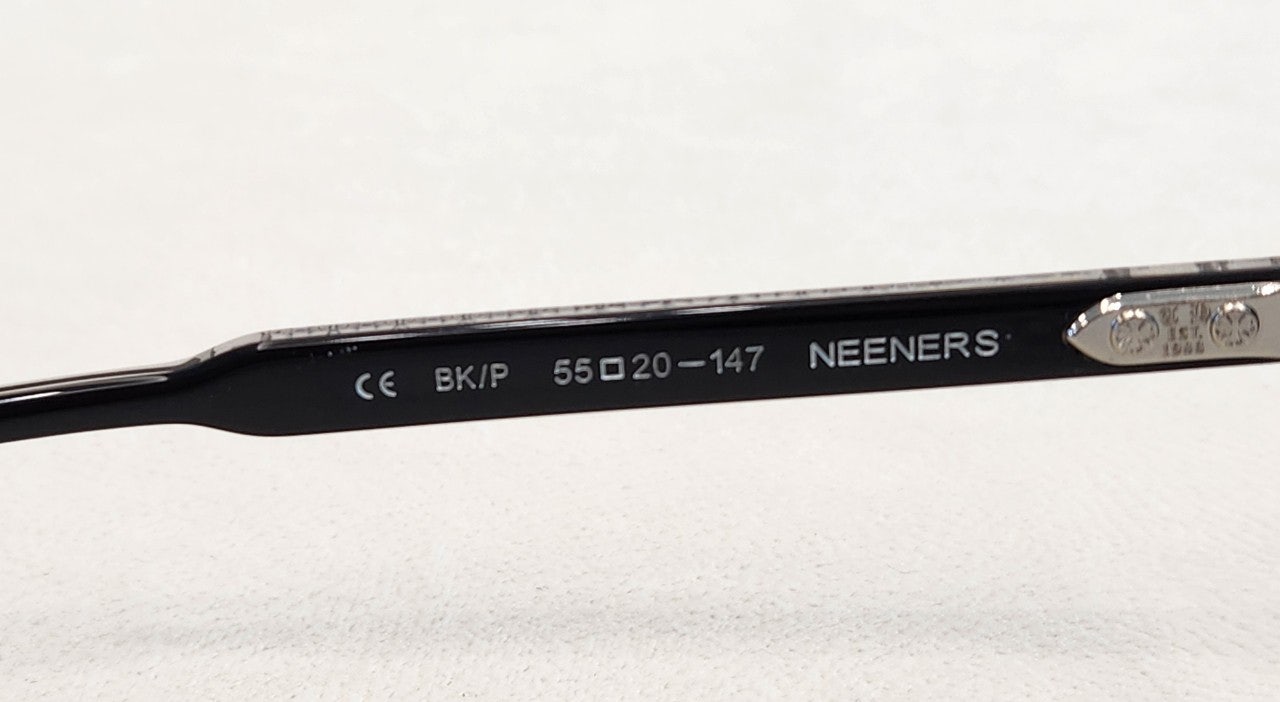 CE BK/P 55□20-147 NEENERS